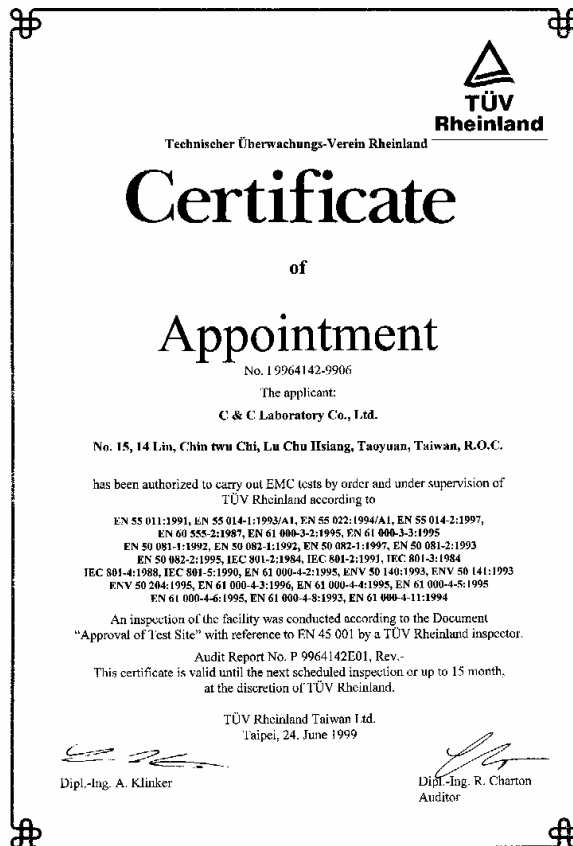 TÜV
Rheinland
Technischer Überwachungs-Verein Rheinland
Certificate
of
Appointment
No. I 9964142-9906
The applicant:
C & C Laboratory Co., Ltd.
No. 15, 14 Lin, Chin twu Chi, Lu Chu Hsiang, Taoyuan, Taiwan, R.O.C.
has been authorized to carry out EMC tests by order and under supervision of
TÜV Rheinland according to
EN 55 011:1991, EN 55 014-1:1993/A1, EN 55 022:1994/A1, EN 55 014-2:1997,
EN 60 555-2:1987, EN 61 000-3-2:1995, EN 61 000-3-3:1995
EN 50 081-1:1992, EN 50 082-1:1992, EN 50 082-1:1997, EN 50 081-2:1993
EN 50 082-2:1995, IEC 801-2:1984, IEC 801-2:1991, IEC 801-3:1984
IEC 801-4:1988, IEC 801-5:1990, EN 61 000-4-2:1995, ENV 50 140:1993, ENV 50 141:1993
ENV 50 204:1995, EN 61 000-4-3:1996, EN 61 000-4-4:1995, EN 61 000-4-5:1995
EN 61 000-4-6:1995, EN 61 000-4-8:1993, EN 61 000-4-11:1994
An inspection of the facility was conducted according to the Document
"Approval of Test Site" with reference to EN 45 001 by a TÜV Rheinland inspector.
Audit Report No. P 9964142E01, Rev.-
This certificate is valid until the next scheduled inspection or up to 15 month,
at the discretion of TÜV Rheinland.
TÜV Rheinland Taiwan Ltd.
Taipei, 24. June 1999
Dipl.-Ing. A. Klinker
Dipl.-Ing. R. Charton
Auditor